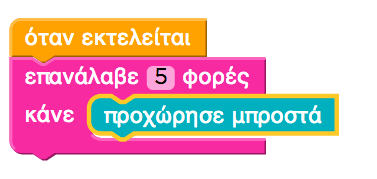 όταν εκτελείται
επανάλαβε 5 φορές
κάνε προχώρησε μπροστά